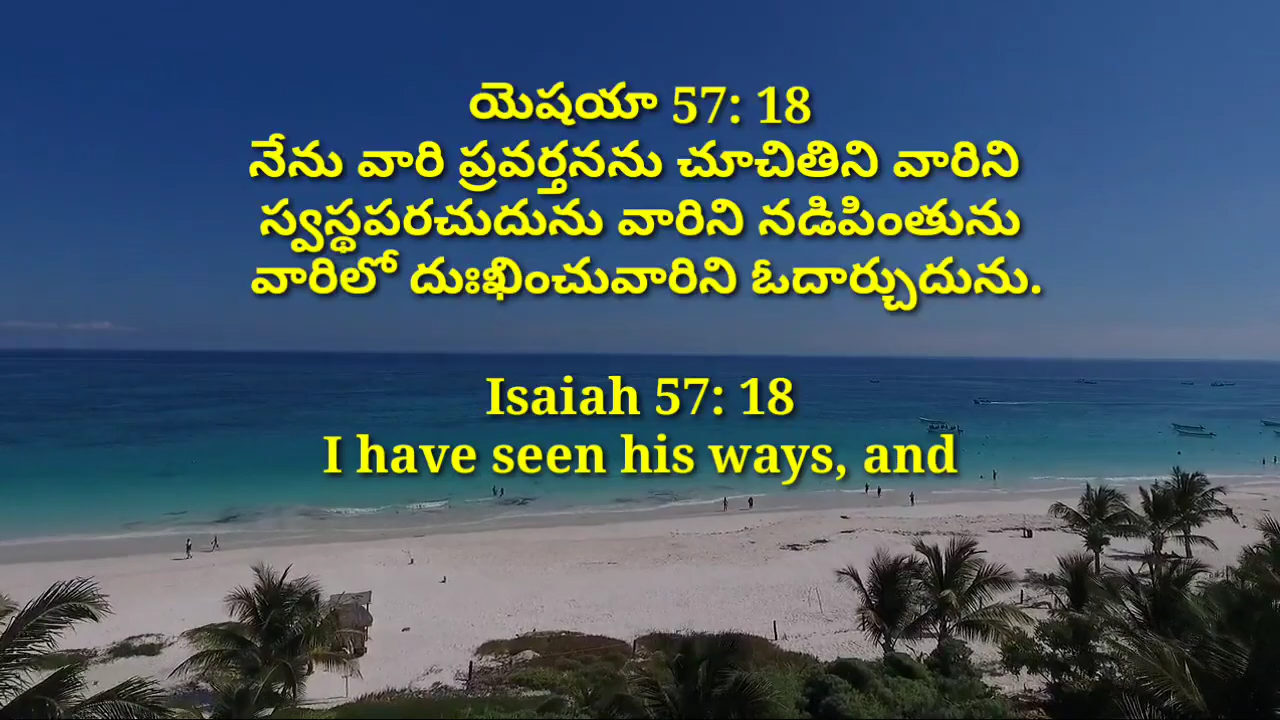 యెషయా 57: 18
నేను వారి ప్రవర్తనను చూచితిని వారిని
స్వస్థపరచుదును వారిని నడిపింతును
వారిలో దుఃఖించువారిని ఓదార్చుదును.
Isaiah 57: 18
I have seen his ways, and